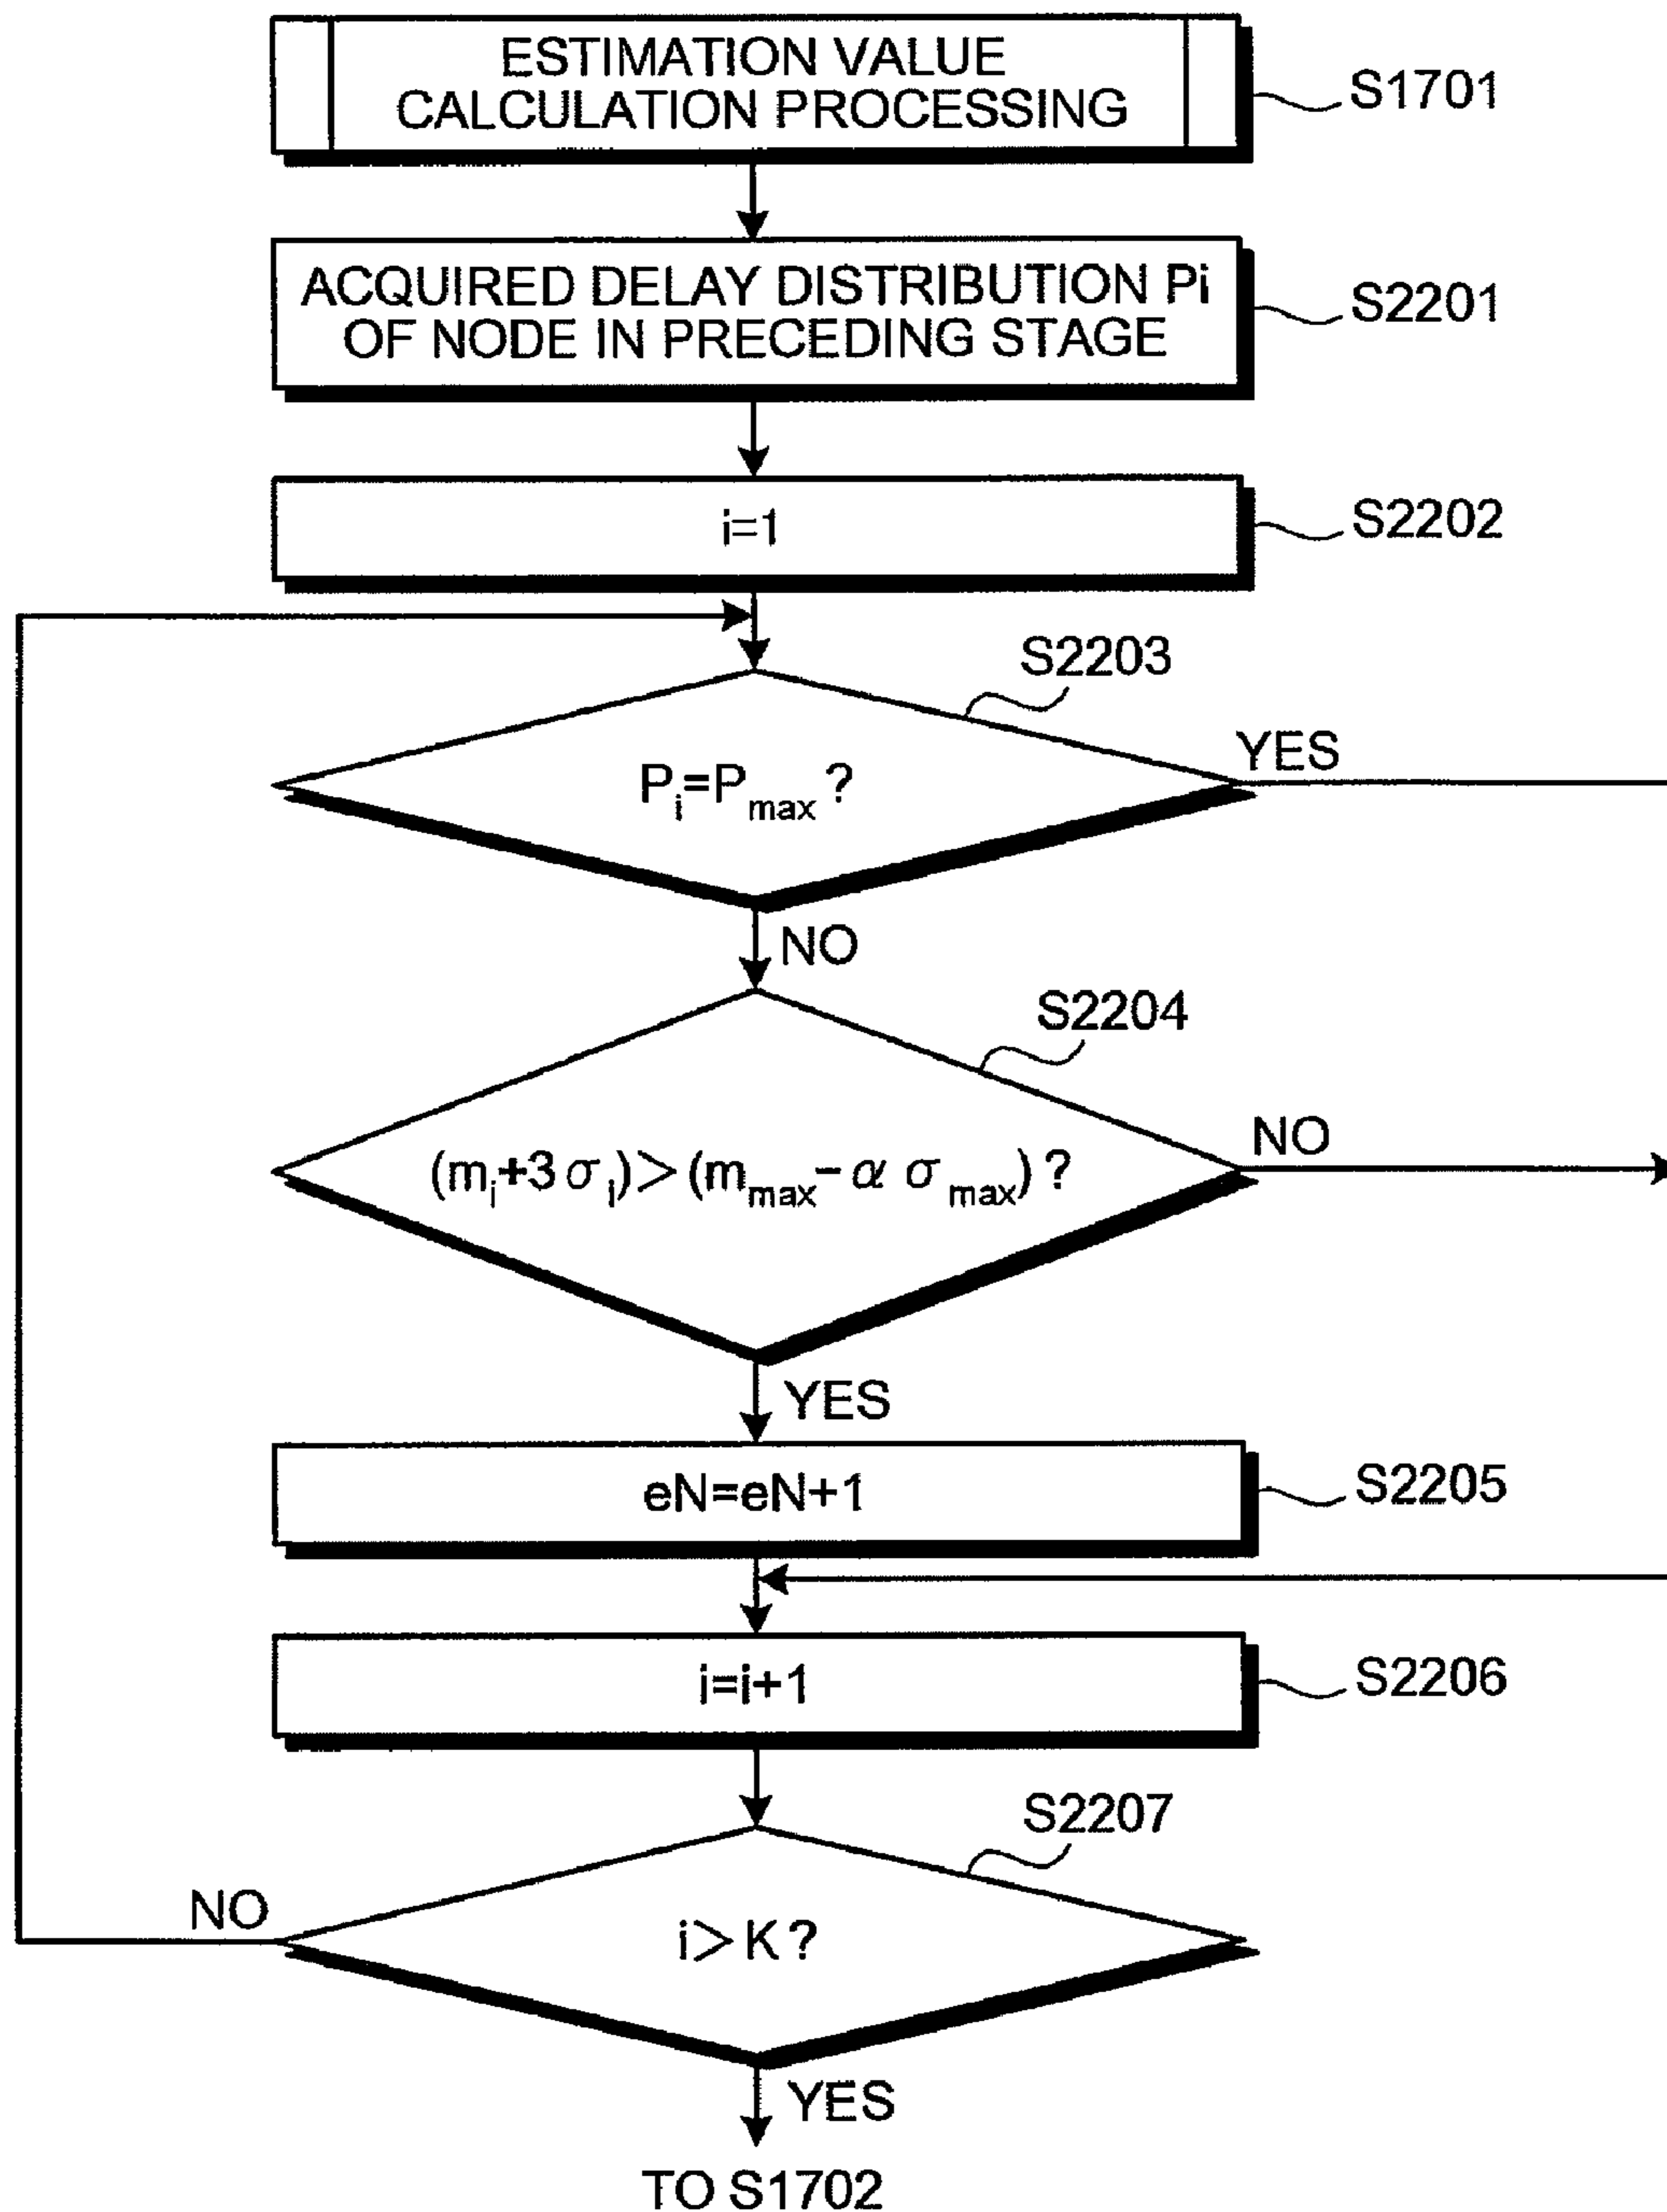 ESTIMATION VALUE
CALCULATION PROCESSING
S1701
ACQUIRED DELAY DISTRIBUTION Pi
OF NODE IN PRECEDING STAGE
S2201
i=1
S2202
S2203
Pi=Pmax?
YES
NO
S2204
(mi+3σi)>(mmax-ασmax)?
NO
YES
eN=eN+1
S2205
i=i+1
S2206
S2207
i>K?
NO
YES
TO S1702